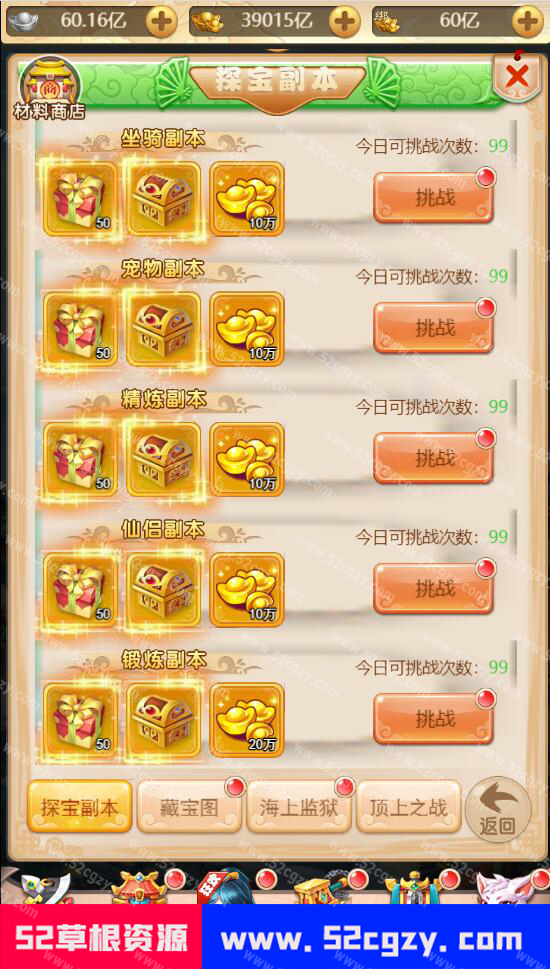 60.16亿
39015亿
绑
60亿
探宝副本
商
材料商店
坐骑副本
今日可挑战次数: 99
50
10万
挑战
宠物副本
今日可挑战次数: 99
50
10万
挑战
精炼副本
今日可挑战次数: 99
50
10万
挑战
仙侣副本
今日可挑战次数: 99
50
10万
挑战
锻炼副本
今日可挑战次数: 99
50
20万
挑战
探宝副本
藏宝图
海上监狱
顶上之战
返回
52草根资源
www.52cgzy.com